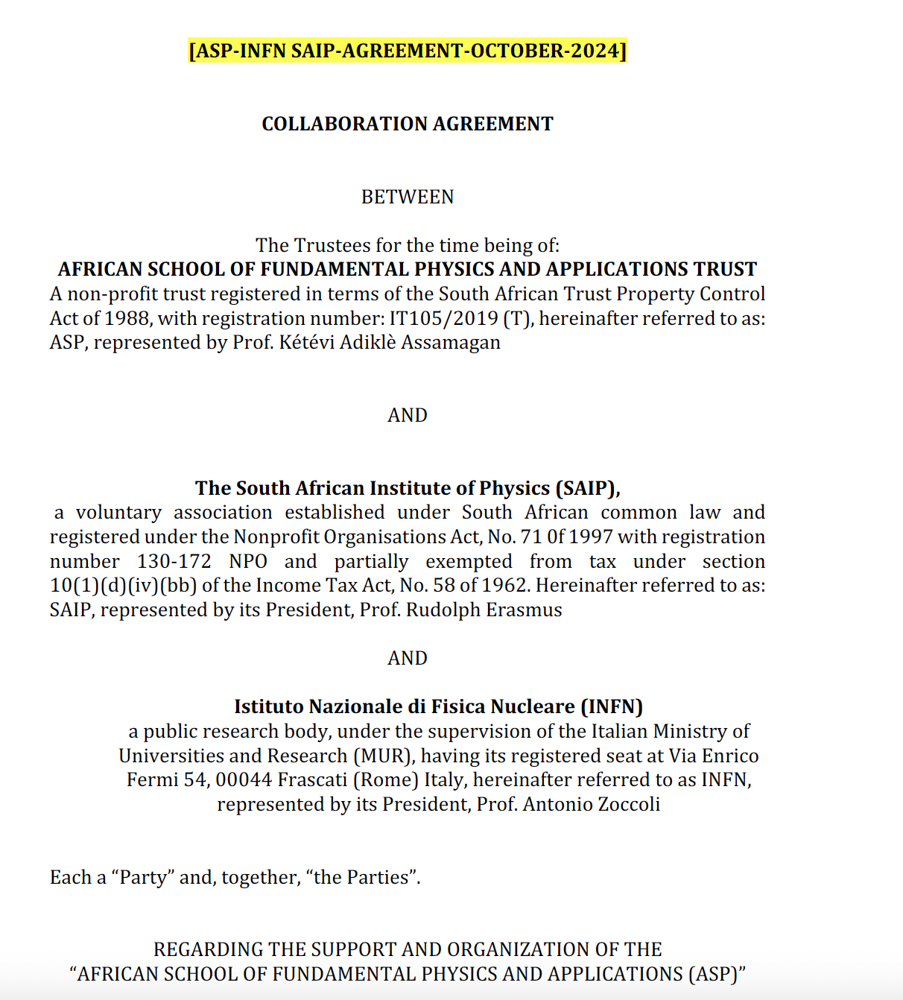 [ASP-INFN SAIP-AGREEMENT-OCTOBER-2024]
COLLABORATION AGREEMENT
BETWEEN
The Trustees for the time being of:
AFRICAN SCHOOL OF FUNDAMENTAL PHYSICS AND APPLICATIONS TRUST
A non-profit trust registered in terms of the South African Trust Property Control
Act of 1988, with registration number: IT105/2019 (T), hereinafter referred to as:
ASP, represented by Prof. Kétévi Adiklè Assamagan
AND
The South African Institute of Physics (SAIP),
a voluntary association established under South African common law and
registered under the Nonprofit Organisations Act, No. 71 0f 1997 with registration
number 130-172 NPO and partially exempted from tax under section
10(1)(d)(iv)(bb) of the Income Tax Act, No. 58 of 1962. Hereinafter referred to as:
SAIP, represented by its President, Prof. Rudolph Erasmus
AND
Istituto Nazionale di Fisica Nucleare (INFN)
a public research body, under the supervision of the Italian Ministry of
Universities and Research (MUR), having its registered seat at Via Enrico
Fermi 54, 00044 Frascati (Rome) Italy, hereinafter referred to as INFN,
represented by its President, Prof. Antonio Zoccoli
Each a “Party” and, together, “the Parties”.
REGARDING THE SUPPORT AND ORGANIZATION OF THE
“AFRICAN SCHOOL OF FUNDAMENTAL PHYSICS AND APPLICATIONS (ASP)”